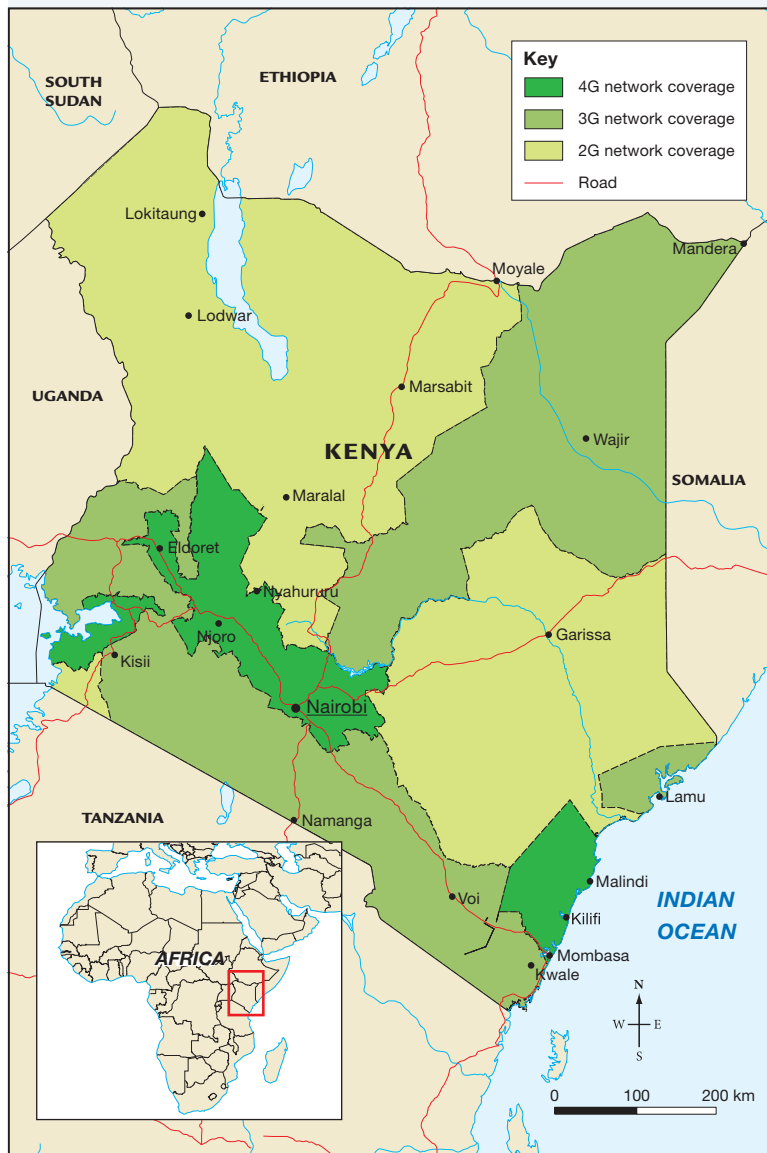 Key
4G network coverage
3G network coverage
2G network coverage
Road
SOUTH
SUDAN
ETHIOPIA
Lokitaung
Mandera
Moyale
Lodwar
Marsabit
UGANDA
Wajir
KENYA
SOMALIA
Maralal
Eldoret
Nyahururu
Njoro
Garissa
Kisii
Nairobi
Lamu
TANZANIA
Namanga
Malindi
Voi
INDIAN
OCEAN
Kilifi
AFRICA
Mombasa
Kwale
N
W
E
S
0 100 200 km